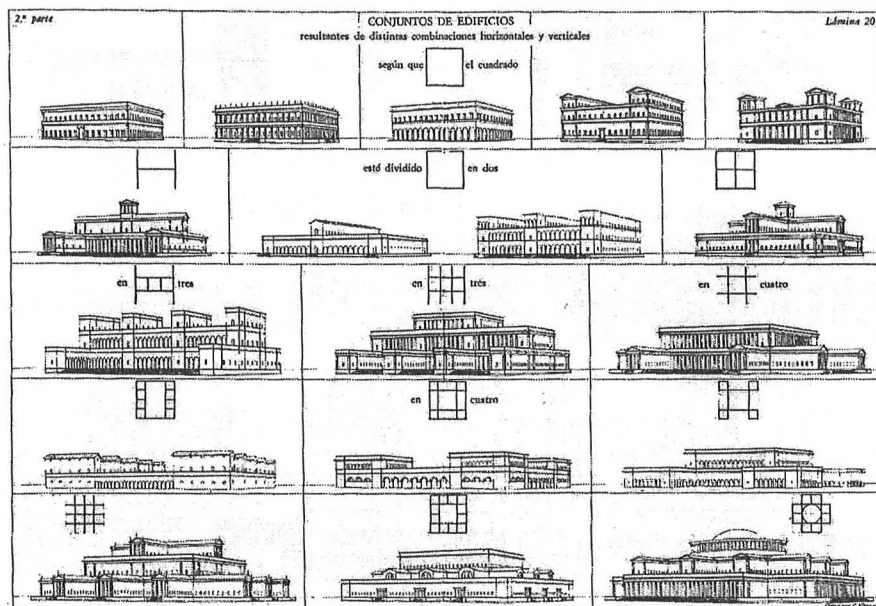 2.ª parte
CONJUNTOS DE EDIFICIOS
Lámina 20
resultantes de distintas combinaciones horizontales y verticales
según que el cuadrado
esté dividido en dos
en tres
en trés
en cuatro
en cuatro